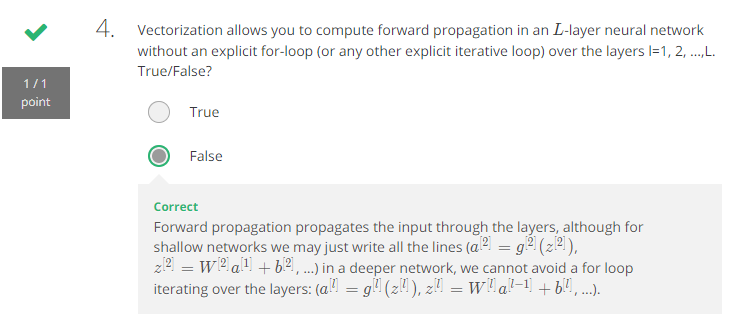 4. Vectorization allows you to compute forward propagation in an L-layer neural network
without an explicit for-loop (or any other explicit iterative loop) over the layers l=1, 2, …,L.
True/False?
1 / 1
point
True
False
Correct
Forward propagation propagates the input through the layers, although for
shallow networks we may just write all the lines (a^{[2]} = g^{[2]}(z^{[2]}),
z^{[2]} = W^{[2]}a^{[1]} + b^{[2]}, …) in a deeper network, we cannot avoid a for loop
iterating over the layers: (a^{[l]} = g^{[l]}(z^{[l]}), z^{[l]} = W^{[l]}a^{[l−1]} + b^{[l]}, …).